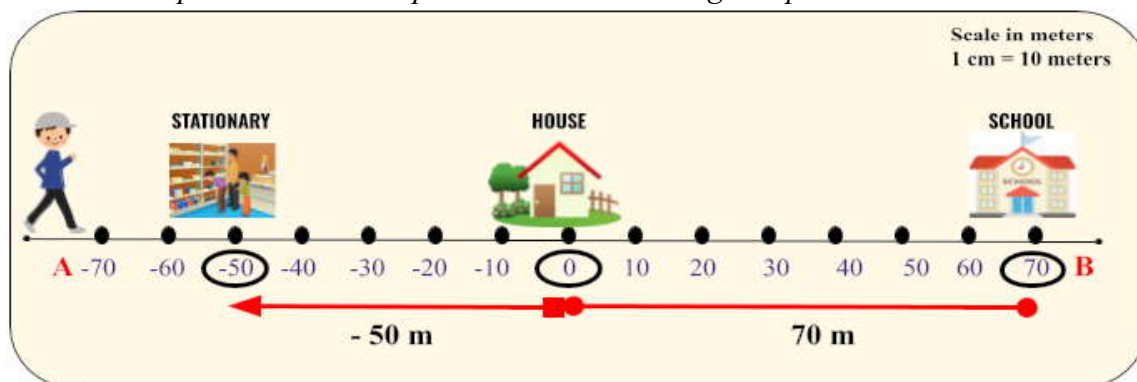 Scale in meters
1 cm = 10 meters
STATIONARY HOUSE SCHOOL
SCHOOL
A -70 -60 -50 -40 -30 -20 -10 0 10 20 30 40 50 60 70 B
- 50 m 70 m